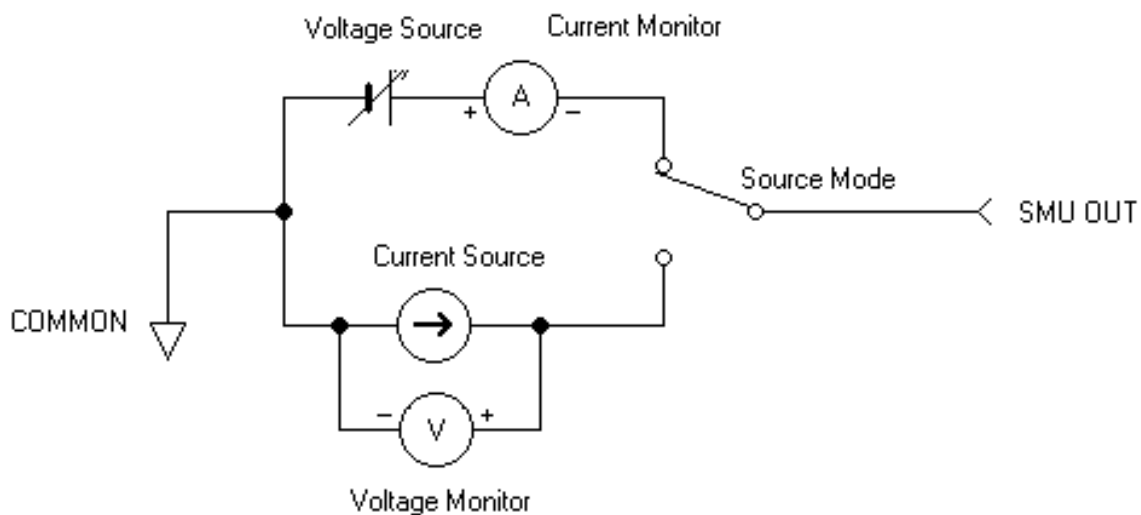 Voltage Source
Current Monitor
+ A −
Source Mode
SMU OUT
Current Source
COMMON
− V +
Voltage Monitor